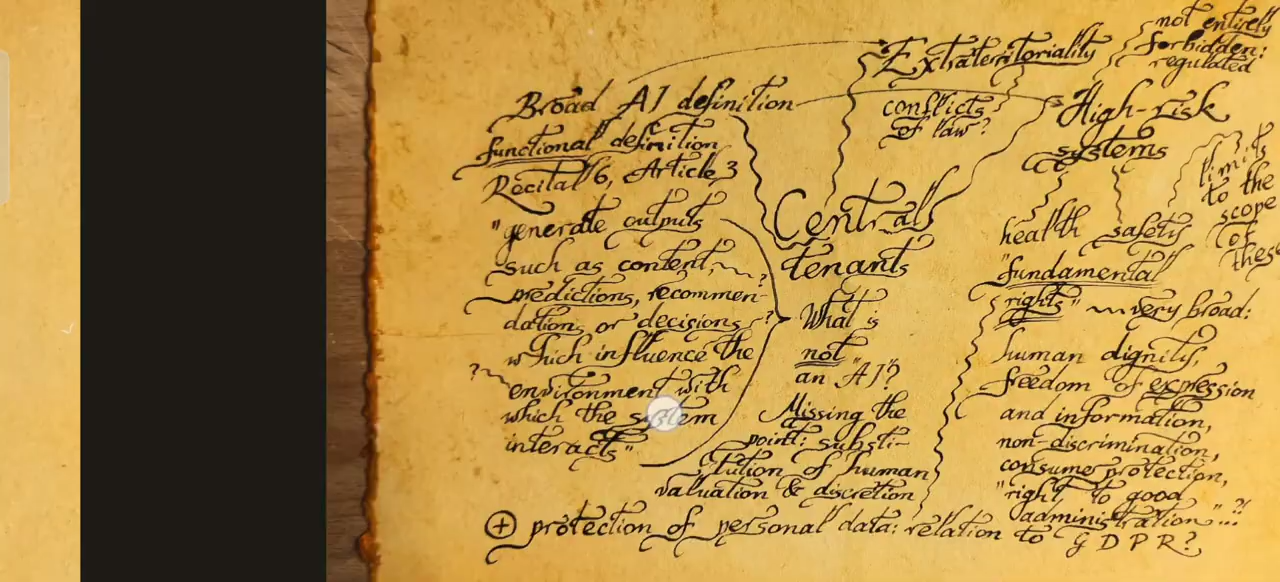 not entirely
forbidden:
regulated
Extraterritoriality
conflicts
of law?
Broad AI definition
functional definition
Recital 6, Article 3
"generate outputs
such as content, ?
predictions, recommen-
dations, or decisions ?
which influence the
? environment with
which the system
interacts"
Central
tenants
What is
not
an "AI"?
Missing the
point: substi-
tution of human
valuation & discretion
High-risk
systems
limits
to the
scope
of
these
health safety
"fundamental
rights" very broad:
human dignity,
freedom of expression
and information,
non-discrimination,
consumer protection,
"right to good
administration"...?!
+ protection of personal data: relation to GDPR?